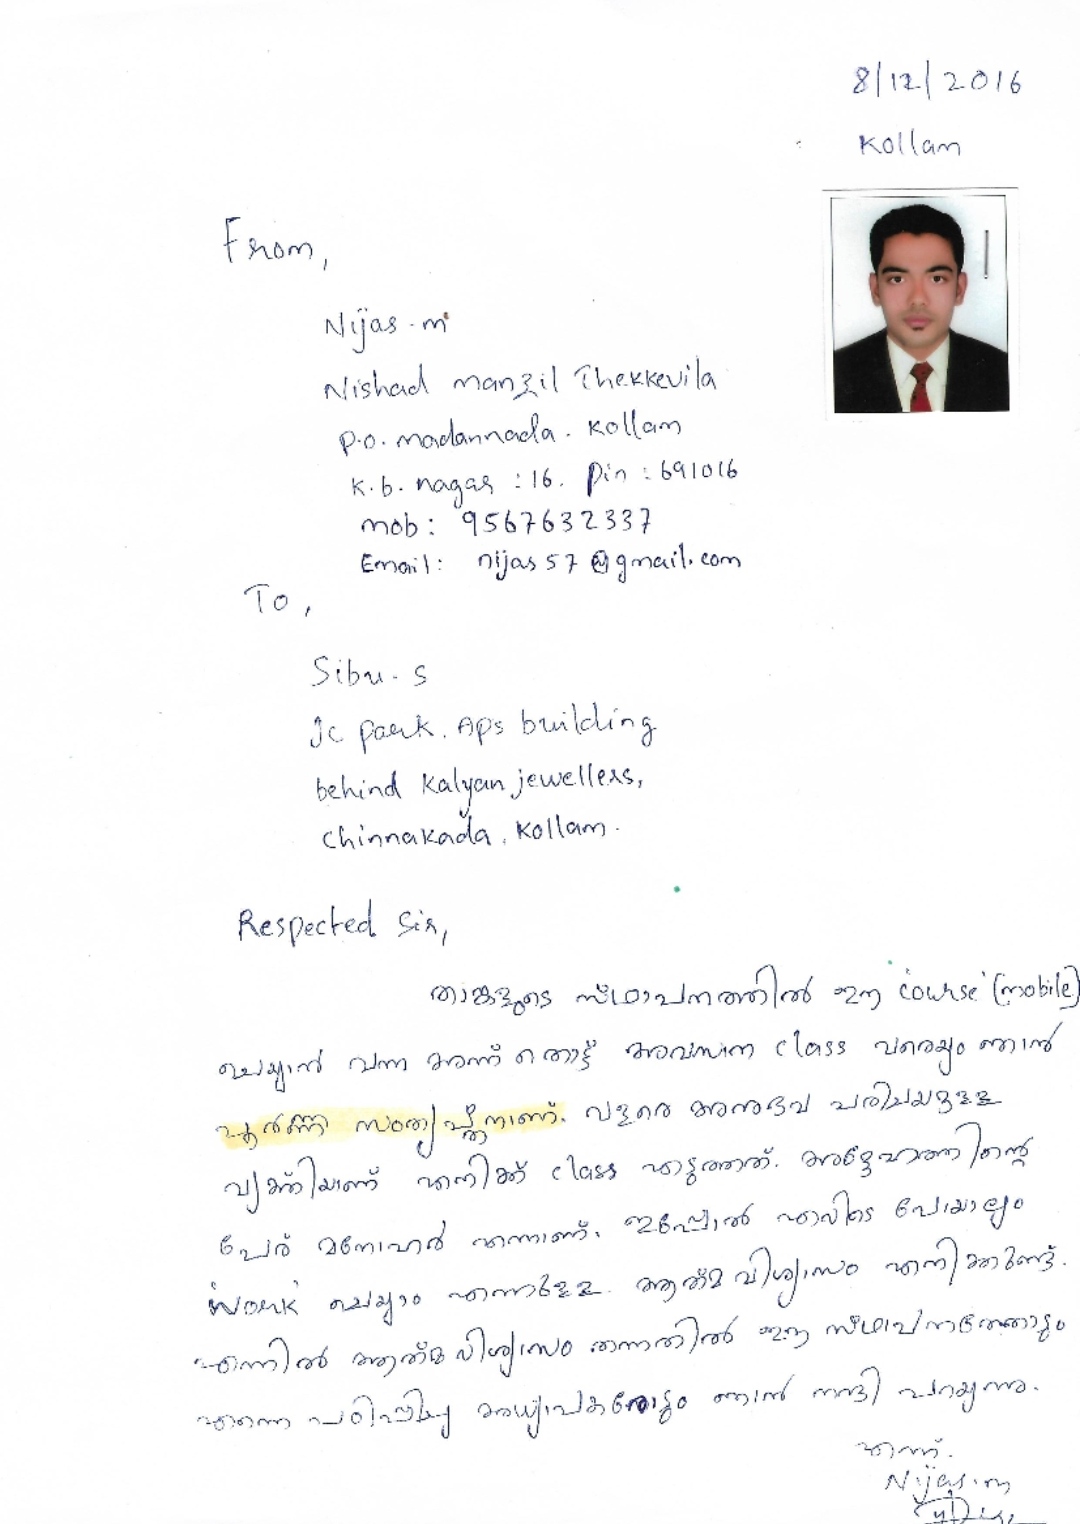 8/12/2016
Kollam
From,
Nijas.m
Nishad manzil Thekkevila
p.o. madannada. Kollam
K.b. nagar :16. Pin : 691016
mob: 9567632337
Email: nijas57@gmail.com
To,
Sibu.S
Jc park. Aps building
behind Kalyan jewellers,
Chinnakada, Kollam.
Respected Sir,
താങ്കളുടെ സ്ഥാപനത്തിൽ ഈ 'course' (mobile)
ചെയ്യാൻ വന്ന അന്ന് തൊട്ട് അവസാന class വരെയും ഞാൻ
പൂർണ്ണ സംതൃപ്തനാണ്. വളരെ അനുഭവ പരിചയമുള്ള
വ്യക്തിയാണ് എനിക്ക് class എടുത്തത്. അദ്ദേഹത്തിന്റെ
പേര് മനോഹർ എന്നാണ്. ഇപ്പോൽ എവിടെ പോയാലും
'Work' ചെയ്യാം എന്നുള്ള ആത്മവിശ്വാസം എനിക്കുണ്ട്.
എന്നിൽ ആത്മവിശ്വാസം തന്നതിൽ ഈ സ്ഥാപനത്തോടും
എന്നെ പഠിപ്പിച്ച അധ്യാപകരോടും ഞാൻ നന്ദി പറയുന്നു.
എന്ന്.
Nijas.m